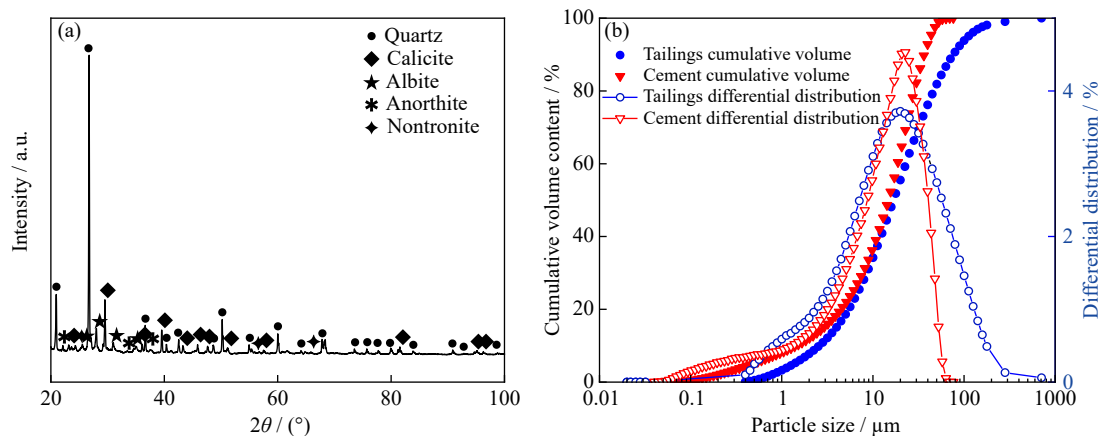 (a)
Quartz
Calicite
Albite
Anorthite
Nontronite
Intensity / a.u.
20 40 60 80 100
2θ / (°)
(b)
Tailings cumulative volume
Cement cumulative volume
Tailings differential distribution
Cement differential distribution
Cumulative volume content / %
100
80
60
40
20
0
4
2
0
Differential distribution / %
0.01 0.1 1 10 100 1000
Particle size / μm